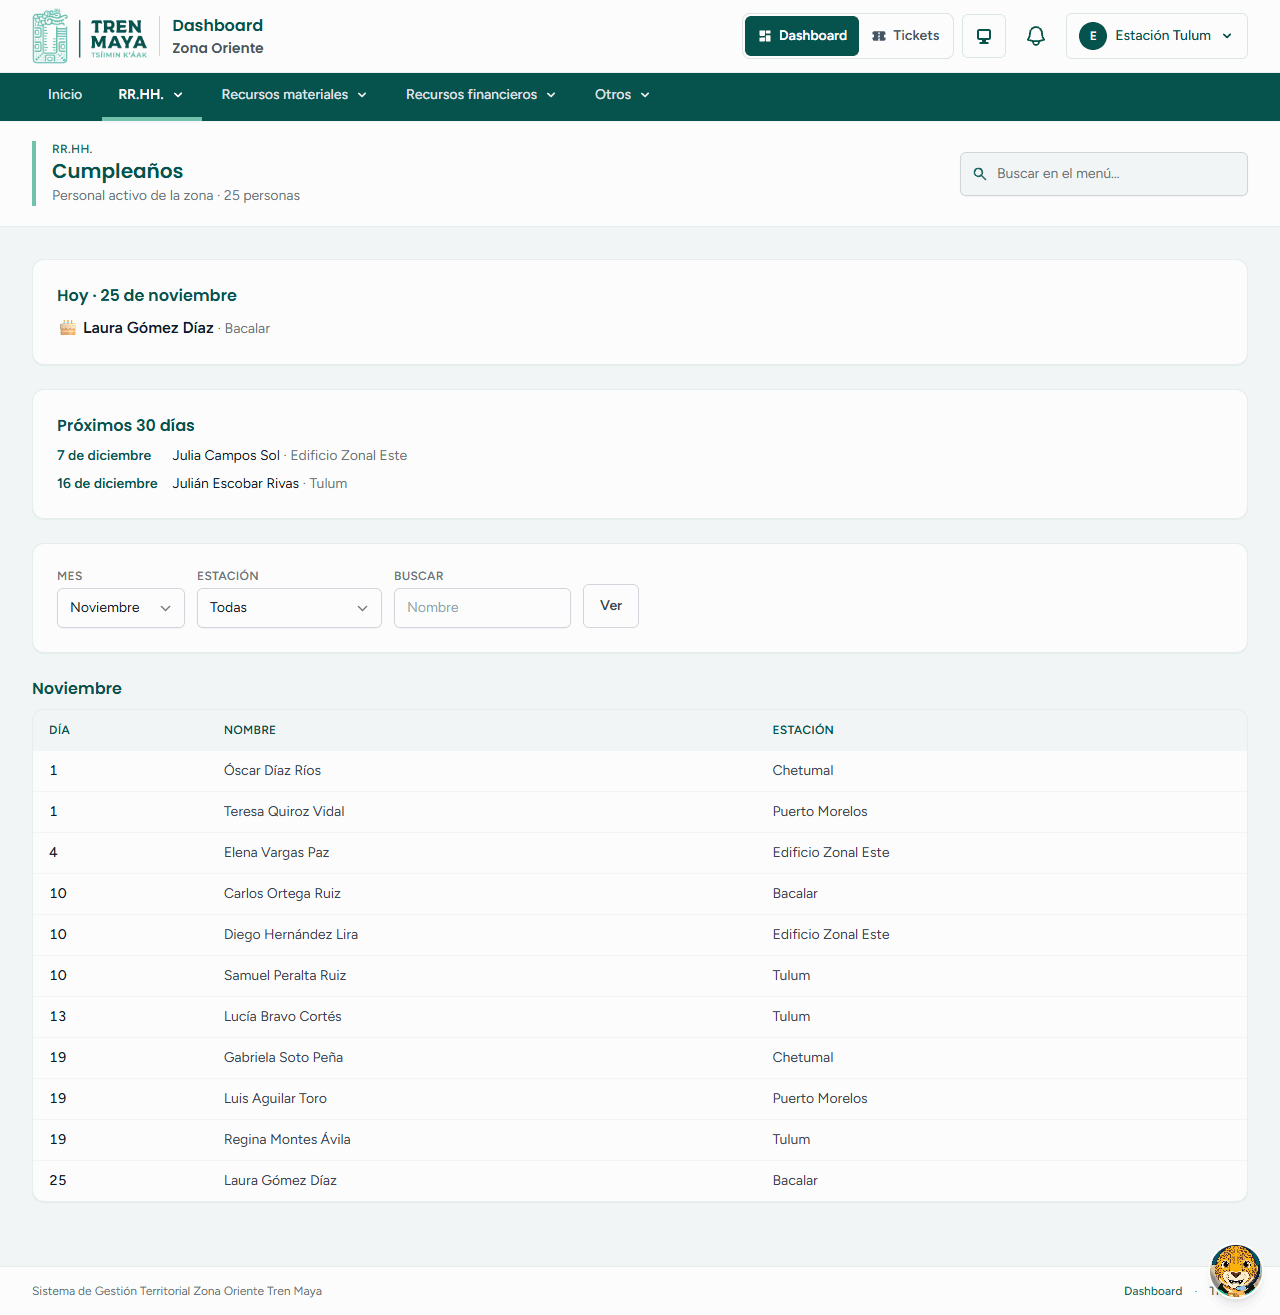 TREN
MAYA
TSÍIMIN K'ÁAK
Dashboard
Zona Oriente
Dashboard
Tickets
E
Estación Tulum
Inicio
RR.HH.
Recursos materiales
Recursos financieros
Otros
RR.HH.
Cumpleaños
Personal activo de la zona · 25 personas
Buscar en el menú...
Hoy · 25 de noviembre
Laura Gómez Díaz · Bacalar
Próximos 30 días
7 de diciembre Julia Campos Sol · Edificio Zonal Este
16 de diciembre Julián Escobar Rivas · Tulum
MES ESTACIÓN BUSCAR
Noviembre Todas Nombre Ver
Noviembre
DÍA NOMBRE ESTACIÓN
1 Óscar Díaz Ríos Chetumal
1 Teresa Quiroz Vidal Puerto Morelos
4 Elena Vargas Paz Edificio Zonal Este
10 Carlos Ortega Ruiz Bacalar
10 Diego Hernández Lira Edificio Zonal Este
10 Samuel Peralta Ruiz Tulum
13 Lucía Bravo Cortés Tulum
19 Gabriela Soto Peña Chetumal
19 Luis Aguilar Toro Puerto Morelos
19 Regina Montes Ávila Tulum
25 Laura Gómez Díaz Bacalar
Sistema de Gestión Territorial Zona Oriente Tren Maya
Dashboard ·